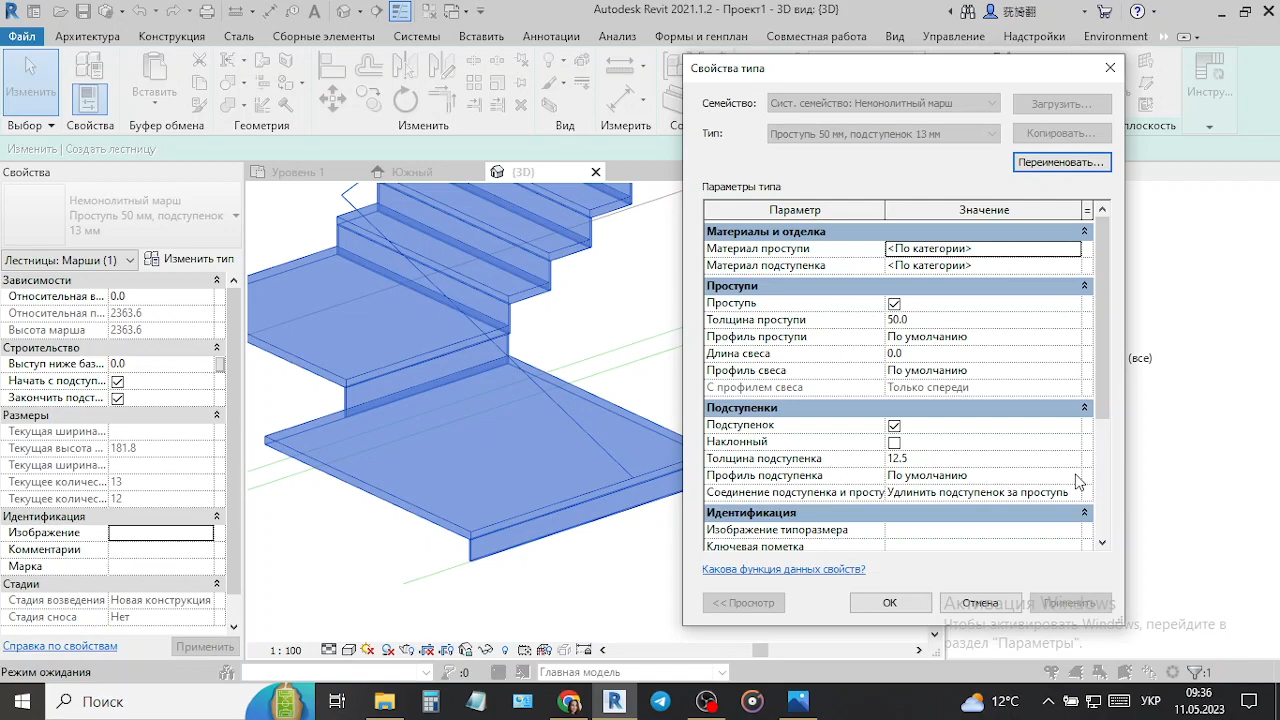 Autodesk Revit 2021.1.2 - Проект1 - 3D вид: {3D}
Файл
Архитектура
Конструкция
Сталь
Сборные элементы
Системы
Вставить
Аннотации
Анализ
Формы и генплан
Совместная работа
Вид
Управление
Надстройки
Environment
Изменить
Вставить
Инстру...
Выбор
Свойства
Буфер обмена
Геометрия
Изменить
Вид
Измерить
Со
плоскость
Изменить | Создать лестницу
Свойства
Уровень 1
Южный
{3D}
Немонолитный марш
Проступь 50 мм, подступенок
13 мм
Лестницы: Марши (1)
Изменить тип
Зависимости
Относительная в... 0.0
Относительная п... 2363.6
Высота марша 2363.6
Строительство
Выступ ниже баз... 0.0
Начать с подступ...
Закончить подст...
Размеры
Текущая ширина...
Текущая высота ... 181.8
Текущая ширина...
Текущее количес... 13
Текущее количес... 12
Идентификация
Изображение
Комментарии
Марка
Стадии
Стадия возведения Новая конструкция
Стадия сноса Нет
Справка по свойствам
Применить
Свойства типа
Семейство: Сист. семейство: Немонолитный марш
Загрузить...
Тип: Проступь 50 мм, подступенок 13 мм
Копировать...
Переименовать...
Параметры типа
Параметр Значение =
Материалы и отделка
Материал проступи <По категории>
Материал подступенка <По категории>
Проступи
Проступь
Толщина проступи 50.0
Профиль проступи По умолчанию
Длина свеса 0.0
Профиль свеса По умолчанию
С профилем свеса Только спереди
Подступенки
Подступенок
Наклонный
Толщина подступенка 12.5
Профиль подступенка По умолчанию
Соединение подступенка и просту Удлинить подступенок за проступь
Идентификация
Изображение типоразмера
Ключевая пометка
Какова функция данных свойств?
<< Просмотр
OK
Отмена
Применить
(все)
Активация Windows
Чтобы активировать Windows, перейдите в
раздел "Параметры".
1: 100
Режим ожидания
:0
Главная модель
:1
Поиск
12°C
УКР
09:36
11.05.2023